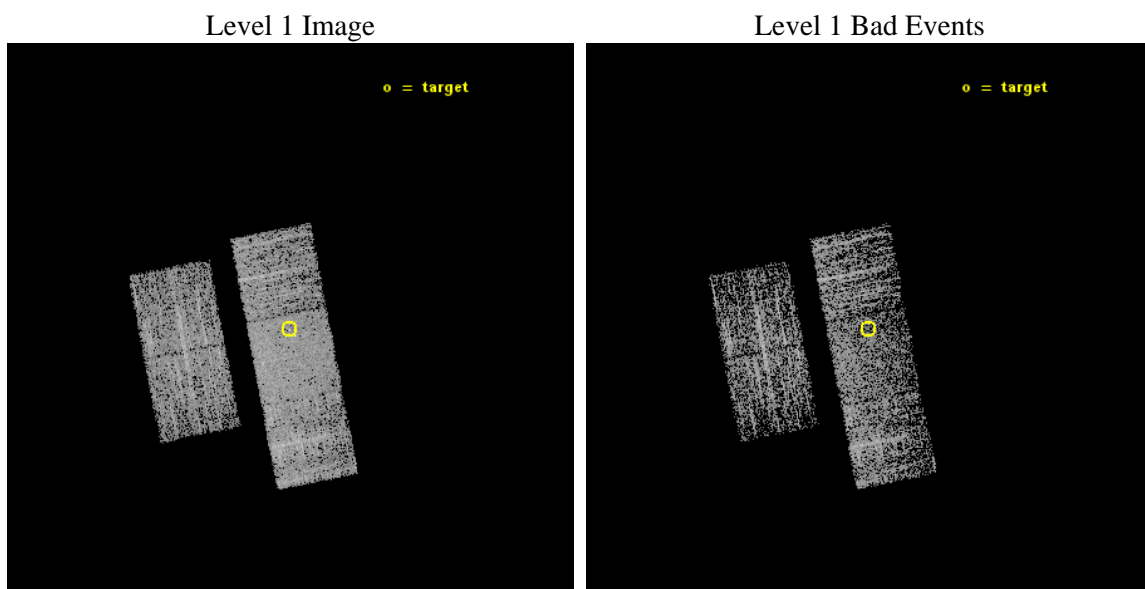 Level 1 Image
Level 1 Bad Events
o = target
o = target